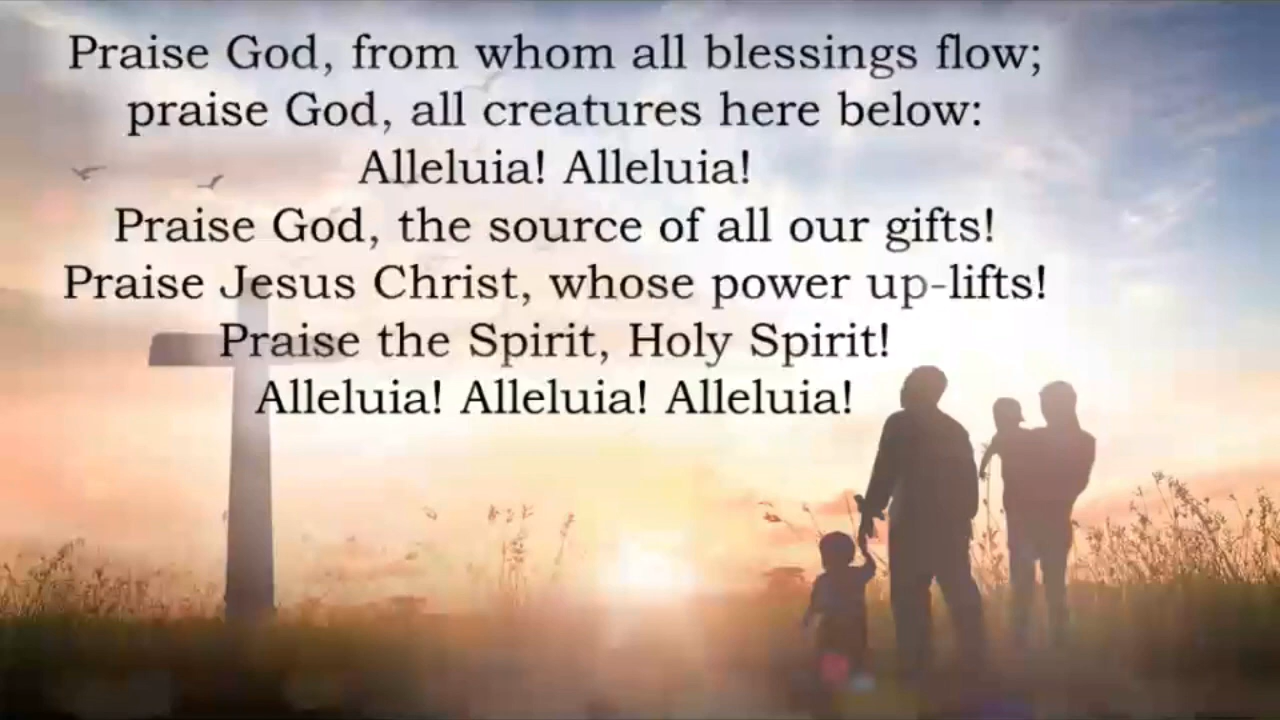 Praise God, from whom all blessings flow;
praise God, all creatures here below:
Alleluia! Alleluia!
Praise God, the source of all our gifts!
Praise Jesus Christ, whose power up-lifts!
Praise the Spirit, Holy Spirit!
Alleluia! Alleluia! Alleluia!